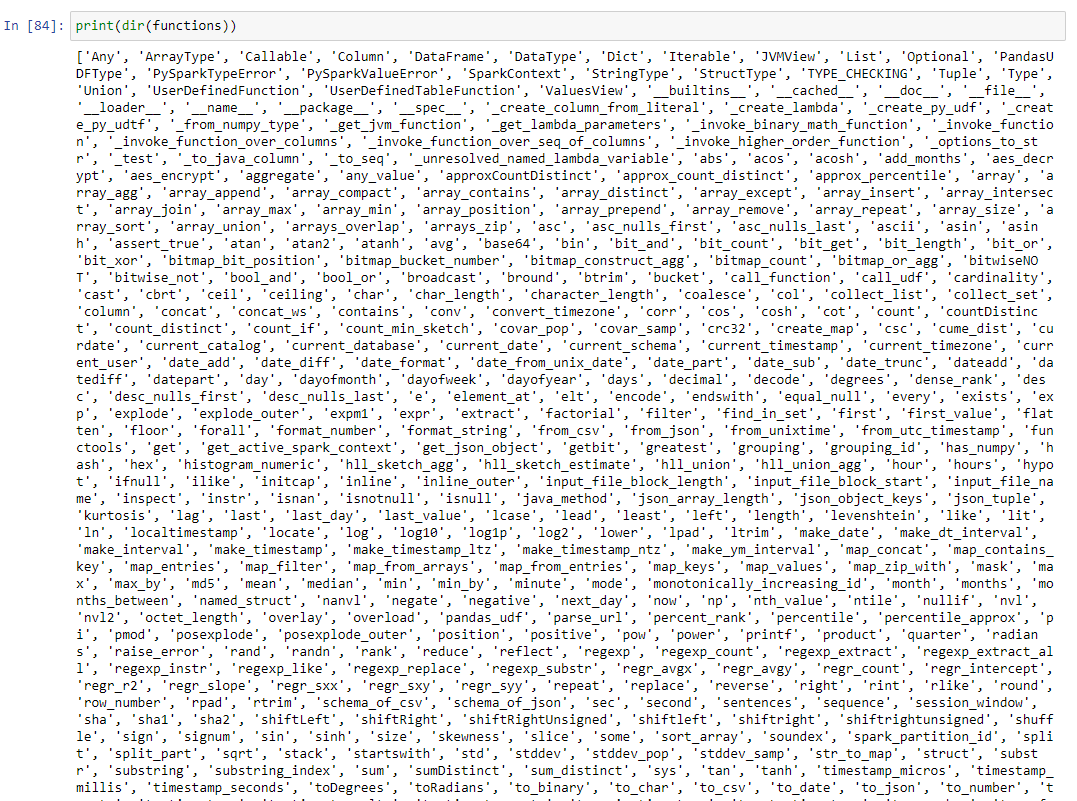 In [84]: print(dir(functions))
['Any', 'ArrayType', 'Callable', 'Column', 'DataFrame', 'DataType', 'Dict', 'Iterable', 'JVMView', 'List', 'Optional', 'PandasU
DFType', 'PySparkTypeError', 'PySparkValueError', 'SparkContext', 'StringType', 'StructType', 'TYPE_CHECKING', 'Tuple', 'Type',
'Union', 'UserDefinedFunction', 'UserDefinedTableFunction', 'ValuesView', '__builtins__', '__cached__', '__doc__', '__file__',
'__loader__', '__name__', '__package__', '__spec__', '_create_column_from_literal', '_create_lambda', '_create_py_udf', '_creat
e_py_udtf', '_from_numpy_type', '_get_jvm_function', '_get_lambda_parameters', '_invoke_binary_math_function', '_invoke_functio
n', '_invoke_function_over_columns', '_invoke_function_over_seq_of_columns', '_invoke_higher_order_function', '_options_to_st
r', '_test', '_to_java_column', '_to_seq', '_unresolved_named_lambda_variable', 'abs', 'acos', 'acosh', 'add_months', 'aes_decr
ypt', 'aes_encrypt', 'aggregate', 'any_value', 'approxCountDistinct', 'approx_count_distinct', 'approx_percentile', 'array', 'a
rray_agg', 'array_append', 'array_compact', 'array_contains', 'array_distinct', 'array_except', 'array_insert', 'array_intersec
t', 'array_join', 'array_max', 'array_min', 'array_position', 'array_prepend', 'array_remove', 'array_repeat', 'array_size', 'a
rray_sort', 'array_union', 'arrays_overlap', 'arrays_zip', 'asc', 'asc_nulls_first', 'asc_nulls_last', 'ascii', 'asin', 'asin
h', 'assert_true', 'atan', 'atan2', 'atanh', 'avg', 'base64', 'bin', 'bit_and', 'bit_count', 'bit_get', 'bit_length', 'bit_or',
'bit_xor', 'bitmap_bit_position', 'bitmap_bucket_number', 'bitmap_construct_agg', 'bitmap_count', 'bitmap_or_agg', 'bitwiseNO
T', 'bitwise_not', 'bool_and', 'bool_or', 'broadcast', 'bround', 'btrim', 'bucket', 'call_function', 'call_udf', 'cardinality',
'cast', 'cbrt', 'ceil', 'ceiling', 'char', 'char_length', 'character_length', 'coalesce', 'col', 'collect_list', 'collect_set',
'column', 'concat', 'concat_ws', 'contains', 'conv', 'convert_timezone', 'corr', 'cos', 'cosh', 'cot', 'count', 'countDistinc
t', 'count_distinct', 'count_if', 'count_min_sketch', 'covar_pop', 'covar_samp', 'crc32', 'create_map', 'csc', 'cume_dist', 'cu
rdate', 'current_catalog', 'current_database', 'current_date', 'current_schema', 'current_timestamp', 'current_timezone', 'curr
ent_user', 'date_add', 'date_diff', 'date_format', 'date_from_unix_date', 'date_part', 'date_sub', 'date_trunc', 'dateadd', 'da
tediff', 'datepart', 'day', 'dayofmonth', 'dayofweek', 'dayofyear', 'days', 'decimal', 'decode', 'degrees', 'dense_rank', 'des
c', 'desc_nulls_first', 'desc_nulls_last', 'e', 'element_at', 'elt', 'encode', 'endswith', 'equal_null', 'every', 'exists', 'ex
p', 'explode', 'explode_outer', 'expm1', 'expr', 'extract', 'factorial', 'filter', 'find_in_set', 'first', 'first_value', 'flat
ten', 'floor', 'forall', 'format_number', 'format_string', 'from_csv', 'from_json', 'from_unixtime', 'from_utc_timestamp', 'fun
ctools', 'get', 'get_active_spark_context', 'get_json_object', 'getbit', 'greatest', 'grouping', 'grouping_id', 'has_numpy', 'h
ash', 'hex', 'histogram_numeric', 'hll_sketch_agg', 'hll_sketch_estimate', 'hll_union', 'hll_union_agg', 'hour', 'hours', 'hypo
t', 'ifnull', 'ilike', 'initcap', 'inline', 'inline_outer', 'input_file_block_length', 'input_file_block_start', 'input_file_na
me', 'inspect', 'instr', 'isnan', 'isnotnull', 'isnull', 'java_method', 'json_array_length', 'json_object_keys', 'json_tuple',
'kurtosis', 'lag', 'last', 'last_day', 'last_value', 'lcase', 'lead', 'least', 'left', 'length', 'levenshtein', 'like', 'lit',
'ln', 'localtimestamp', 'locate', 'log', 'log10', 'log1p', 'log2', 'lower', 'lpad', 'ltrim', 'make_date', 'make_dt_interval',
'make_interval', 'make_timestamp', 'make_timestamp_ltz', 'make_timestamp_ntz', 'make_ym_interval', 'map_concat', 'map_contains_
key', 'map_entries', 'map_filter', 'map_from_arrays', 'map_from_entries', 'map_keys', 'map_values', 'map_zip_with', 'mask', 'ma
x', 'max_by', 'md5', 'mean', 'median', 'min', 'min_by', 'minute', 'mode', 'monotonically_increasing_id', 'month', 'months', 'mo
nths_between', 'named_struct', 'nanvl', 'negate', 'negative', 'next_day', 'now', 'np', 'nth_value', 'ntile', 'nullif', 'nvl',
'nvl2', 'octet_length', 'overlay', 'overload', 'pandas_udf', 'parse_url', 'percent_rank', 'percentile', 'percentile_approx', 'p
i', 'pmod', 'posexplode', 'posexplode_outer', 'position', 'positive', 'pow', 'power', 'printf', 'product', 'quarter', 'radian
s', 'raise_error', 'rand', 'randn', 'rank', 'reduce', 'reflect', 'regexp', 'regexp_count', 'regexp_extract', 'regexp_extract_al
l', 'regexp_instr', 'regexp_like', 'regexp_replace', 'regexp_substr', 'regr_avgx', 'regr_avgy', 'regr_count', 'regr_intercept',
'regr_r2', 'regr_slope', 'regr_sxx', 'regr_sxy', 'regr_syy', 'repeat', 'replace', 'reverse', 'right', 'rint', 'rlike', 'round',
'row_number', 'rpad', 'rtrim', 'schema_of_csv', 'schema_of_json', 'sec', 'second', 'sentences', 'sequence', 'session_window',
'sha', 'sha1', 'sha2', 'shiftLeft', 'shiftRight', 'shiftRightUnsigned', 'shiftleft', 'shiftright', 'shiftrightunsigned', 'shuff
le', 'sign', 'signum', 'sin', 'sinh', 'size', 'skewness', 'slice', 'some', 'sort_array', 'soundex', 'spark_partition_id', 'spli
t', 'split_part', 'sqrt', 'stack', 'startswith', 'std', 'stddev', 'stddev_pop', 'stddev_samp', 'str_to_map', 'struct', 'subst
r', 'substring', 'substring_index', 'sum', 'sumDistinct', 'sum_distinct', 'sys', 'tan', 'tanh', 'timestamp_micros', 'timestamp_
millis', 'timestamp_seconds', 'toDegrees', 'toRadians', 'to_binary', 'to_char', 'to_csv', 'to_date', 'to_json', 'to_number', 't